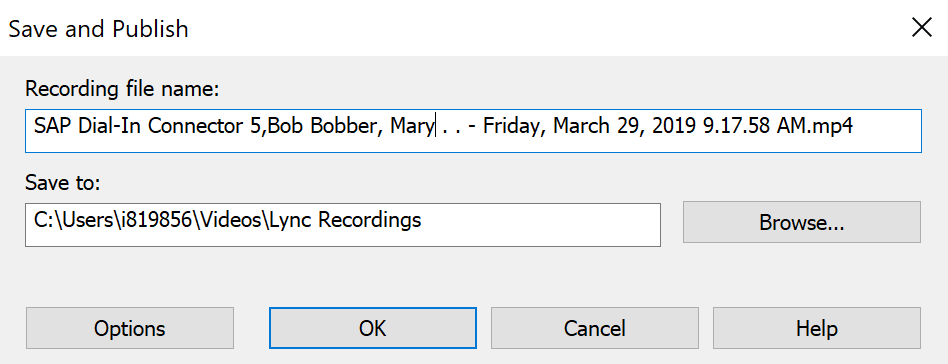 Save and Publish
Recording file name:
SAP Dial-In Connector 5,Bob Bobber, Mary . . - Friday, March 29, 2019 9.17.58 AM.mp4
Save to:
C:\Users\i819856\Videos\Lync Recordings
Browse...
Options
OK
Cancel
Help